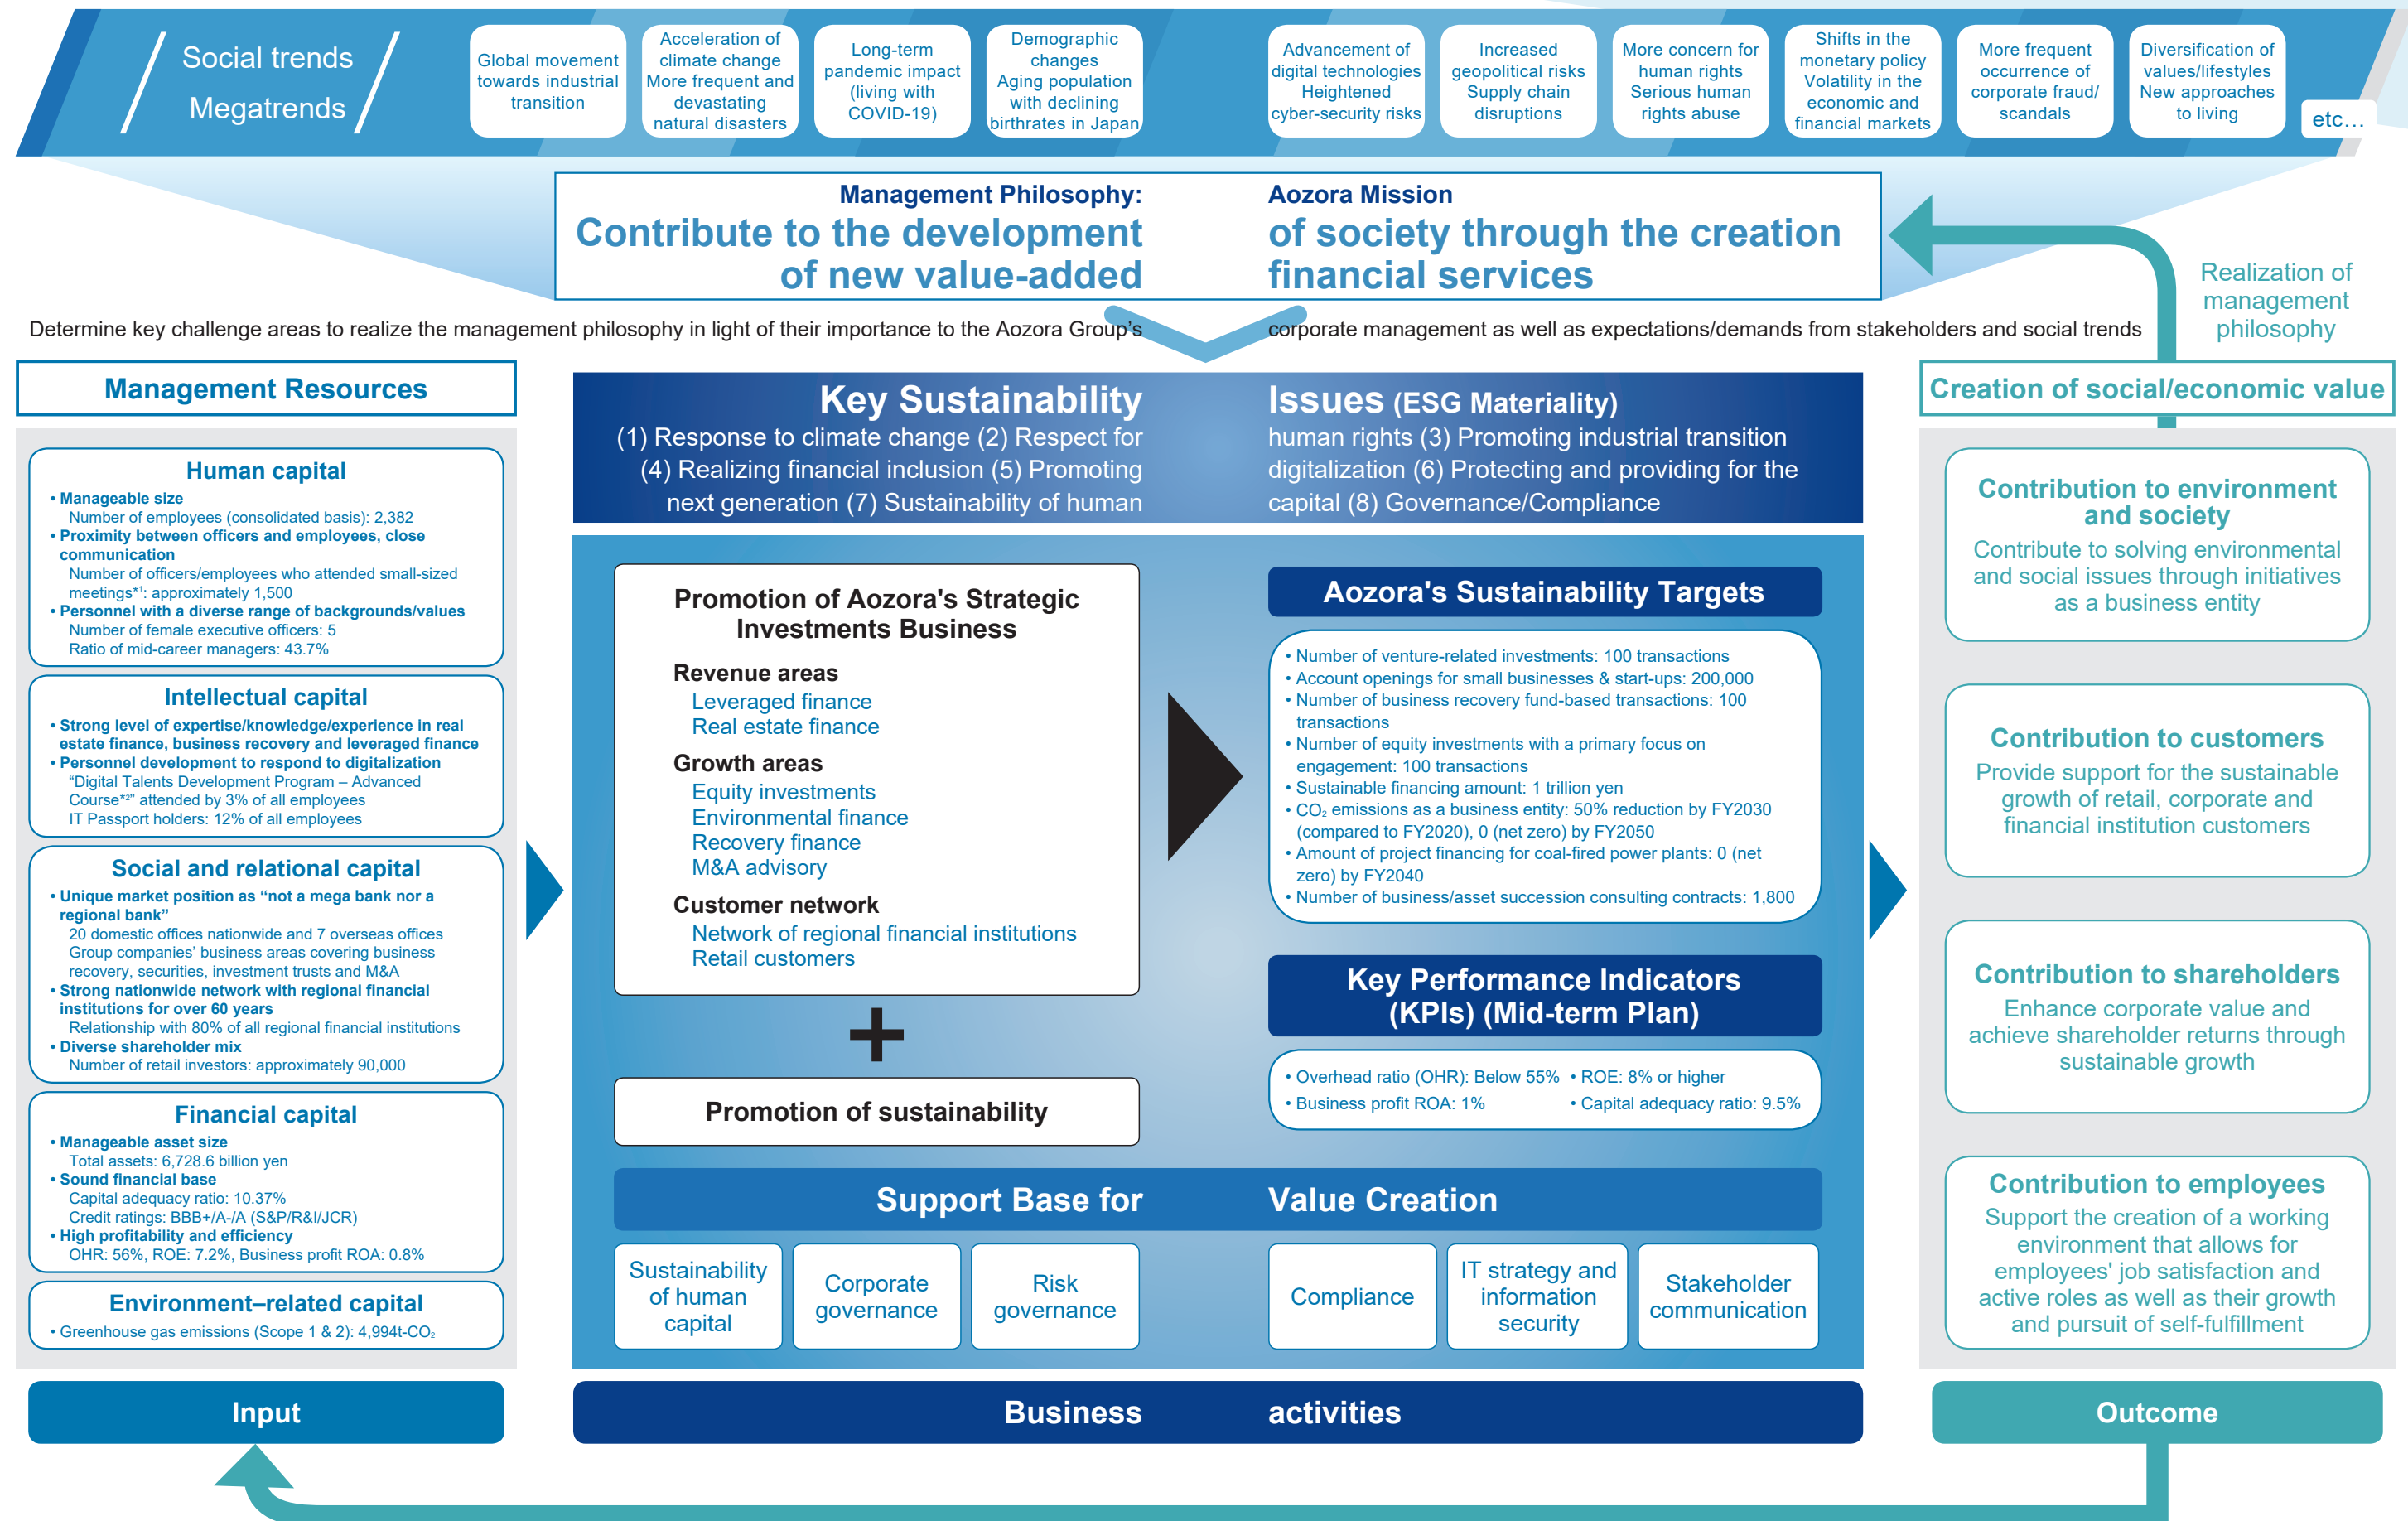 Social trends
Megatrends
Global movement
towards industrial
transition
Acceleration of
climate change
More frequent and
devastating
natural disasters
Long-term
pandemic impact
(living with
COVID-19)
Demographic
changes
Aging population
with declining
birthrates in Japan
Advancement of
digital technologies
Heightened
cyber-security risks
Increased
geopolitical risks
Supply chain
disruptions
More concern for
human rights
Serious human
rights abuse
Shifts in the
monetary policy
Volatility in the
economic and
financial markets
More frequent
occurrence of
corporate fraud/
scandals
Diversification of
values/lifestyles
New approaches
to living
etc…
Management Philosophy: Aozora Mission
Contribute to the development of society through the creation
of new value-added financial services
Realization of
management
philosophy
Determine key challenge areas to realize the management philosophy in light of their importance to the Aozora Group's corporate management as well as expectations/demands from stakeholders and social trends
Management Resources
Human capital
• Manageable size
Number of employees (consolidated basis): 2,382
• Proximity between officers and employees, close
communication
Number of officers/employees who attended small-sized
meetings*1: approximately 1,500
• Personnel with a diverse range of backgrounds/values
Number of female executive officers: 5
Ratio of mid-career managers: 43.7%
Intellectual capital
• Strong level of expertise/knowledge/experience in real
estate finance, business recovery and leveraged finance
• Personnel development to respond to digitalization
“Digital Talents Development Program – Advanced
Course*2” attended by 3% of all employees
IT Passport holders: 12% of all employees
Social and relational capital
• Unique market position as “not a mega bank nor a
regional bank”
20 domestic offices nationwide and 7 overseas offices
Group companies’ business areas covering business
recovery, securities, investment trusts and M&A
• Strong nationwide network with regional financial
institutions for over 60 years
Relationship with 80% of all regional financial institutions
• Diverse shareholder mix
Number of retail investors: approximately 90,000
Financial capital
• Manageable asset size
Total assets: 6,728.6 billion yen
• Sound financial base
Capital adequacy ratio: 10.37%
Credit ratings: BBB+/A-/A (S&P/R&I/JCR)
• High profitability and efficiency
OHR: 56%, ROE: 7.2%, Business profit ROA: 0.8%
Environment–related capital
• Greenhouse gas emissions (Scope 1 & 2): 4,994t-CO₂
Input
Key Sustainability Issues (ESG Materiality)
(1) Response to climate change (2) Respect for human rights (3) Promoting industrial transition
(4) Realizing financial inclusion (5) Promoting digitalization (6) Protecting and providing for the
next generation (7) Sustainability of human capital (8) Governance/Compliance
Promotion of Aozora's Strategic
Investments Business
Revenue areas
Leveraged finance
Real estate finance
Growth areas
Equity investments
Environmental finance
Recovery finance
M&A advisory
Customer network
Network of regional financial institutions
Retail customers
+
Promotion of sustainability
Aozora's Sustainability Targets
• Number of venture-related investments: 100 transactions
• Account openings for small businesses & start-ups: 200,000
• Number of business recovery fund-based transactions: 100
transactions
• Number of equity investments with a primary focus on
engagement: 100 transactions
• Sustainable financing amount: 1 trillion yen
• CO₂ emissions as a business entity: 50% reduction by FY2030
(compared to FY2020), 0 (net zero) by FY2050
• Amount of project financing for coal-fired power plants: 0 (net
zero) by FY2040
• Number of business/asset succession consulting contracts: 1,800
Key Performance Indicators
(KPIs) (Mid-term Plan)
• Overhead ratio (OHR): Below 55% • ROE: 8% or higher
• Business profit ROA: 1% • Capital adequacy ratio: 9.5%
Support Base for Value Creation
Sustainability
of human
capital
Corporate
governance
Risk
governance
Compliance
IT strategy and
information
security
Stakeholder
communication
Business activities
Creation of social/economic value
Contribution to environment
and society
Contribute to solving environmental
and social issues through initiatives
as a business entity
Contribution to customers
Provide support for the sustainable
growth of retail, corporate and
financial institution customers
Contribution to shareholders
Enhance corporate value and
achieve shareholder returns through
sustainable growth
Contribution to employees
Support the creation of a working
environment that allows for
employees' job satisfaction and
active roles as well as their growth
and pursuit of self-fulfillment
Outcome